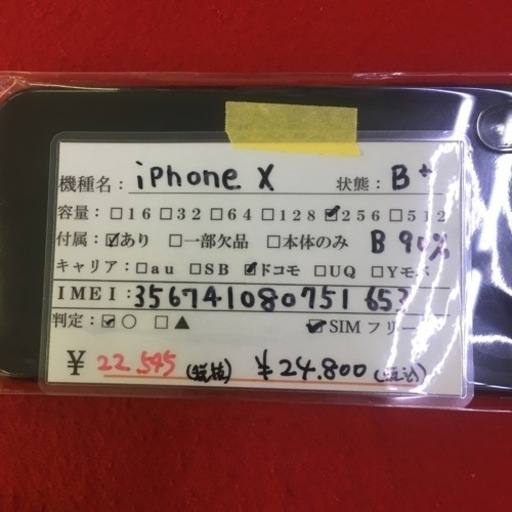 機種名： iPhone X 状態： B+
容量：□16 □32 □64 □128 ☑256 □512
付属：☑あり □一部欠品 □本体のみ B 90%
キャリア：□au □SB ☑ドコモ □UQ □Yモバ
IMEI：356741080751653
判定：☑○ □▲ ☑SIMフリー
¥ 22,545 (税抜) ¥24,800 (税込)